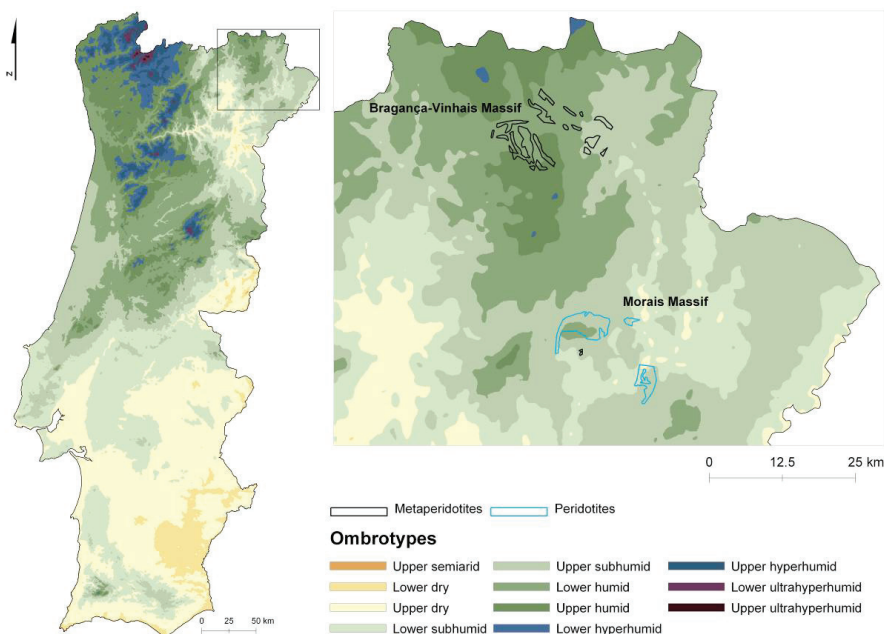 N
Bragança-Vinhais Massif
Morais Massif
0 12.5 25 km
0 25 50 km
Metaperidotites Peridotites
Ombrotypes
Upper semiarid Upper subhumid Upper hyperhumid
Lower dry Lower humid Lower ultrahyperhumid
Upper dry Upper humid Upper ultrahyperhumid
Lower subhumid Lower hyperhumid